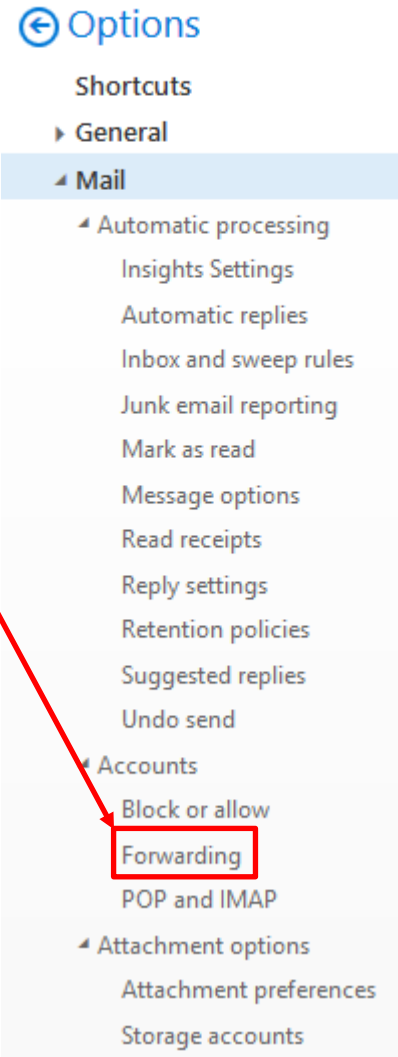 Options
Shortcuts
General
Mail
Automatic processing
Insights Settings
Automatic replies
Inbox and sweep rules
Junk email reporting
Mark as read
Message options
Read receipts
Reply settings
Retention policies
Suggested replies
Undo send
Accounts
Block or allow
Forwarding
POP and IMAP
Attachment options
Attachment preferences
Storage accounts